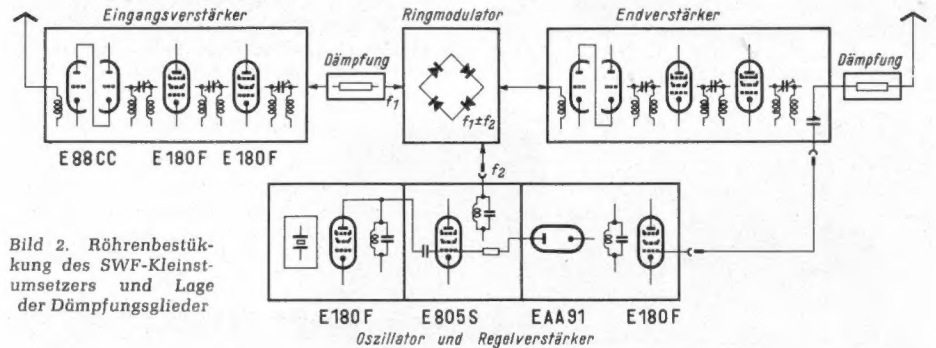 Eingangsverstärker
Ringmodulator
Endverstärker
Dämpfung
f1
f1±f2
Dämpfung
E88CC E180F E180F
f2
Bild 2. Röhrenbestük-
kung des SWF-Kleinst-
umsetzers und Lage
der Dämpfungsglieder
E180F E805S EAA91 E180F
Oszillator und Regelverstärker